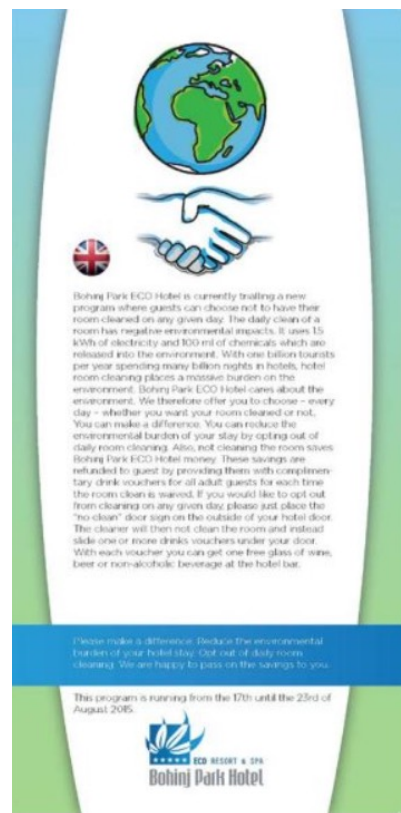 Bohinj Park ECO Hotel is currently trialling a new
program where guests can choose not to have their
room cleaned on any given day. The daily clean of a
room has negative environmental impacts. It uses 1.5
kWh of electricity and 100 ml of chemicals which are
released into the environment. With one billion tourists
per year spending many billion nights in hotels, hotel
room cleaning places a massive burden on the
environment. Bohinj Park ECO Hotel cares about the
environment. We therefore offer you to choose – every
day – whether you want your room cleaned or not.
You can make a difference. You can reduce the
environmental burden of your stay by opting out of
daily room cleaning. Also, not cleaning the room saves
Bohinj Park ECO Hotel money. These savings are
refunded to guest by providing them with complimen-
tary drink vouchers for all adult guests for each time
the room clean is waived. If you would like to opt out
from cleaning on any given day, please just place the
"no clean" door sign on the outside of your hotel door.
The cleaner will then not clean the room and instead
slide one or more drinks vouchers under your door.
With each voucher you can get one free glass of wine,
beer or non-alcoholic beverage at the hotel bar.
Please make a difference. Reduce the environmental
burden of your hotel stay. Opt out of daily room
cleaning. We are happy to pass on the savings to you.
This program is running from the 17th until the 23rd of
August 2015.
ECO RESORT & SPA
Bohinj Park Hotel